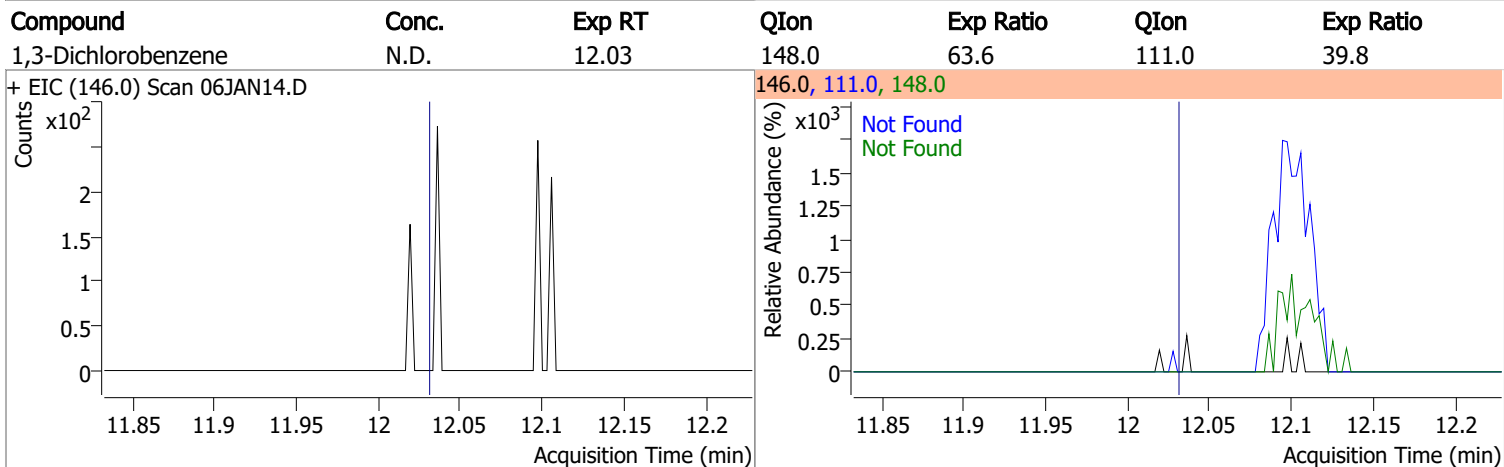 Compound Conc. Exp RT QIon Exp Ratio QIon Exp Ratio
1,3-Dichlorobenzene N.D. 12.03 148.0 63.6 111.0 39.8
+ EIC (146.0) Scan 06JAN14.D
Counts
x10²
2
1.5
1
0.5
0
11.85 11.9 11.95 12 12.05 12.1 12.15 12.2
Acquisition Time (min)
146.0, 111.0, 148.0
Relative Abundance (%)
x10³
Not Found
Not Found
1.5
1.25
1
0.75
0.5
0.25
0
11.85 11.9 11.95 12 12.05 12.1 12.15 12.2
Acquisition Time (min)